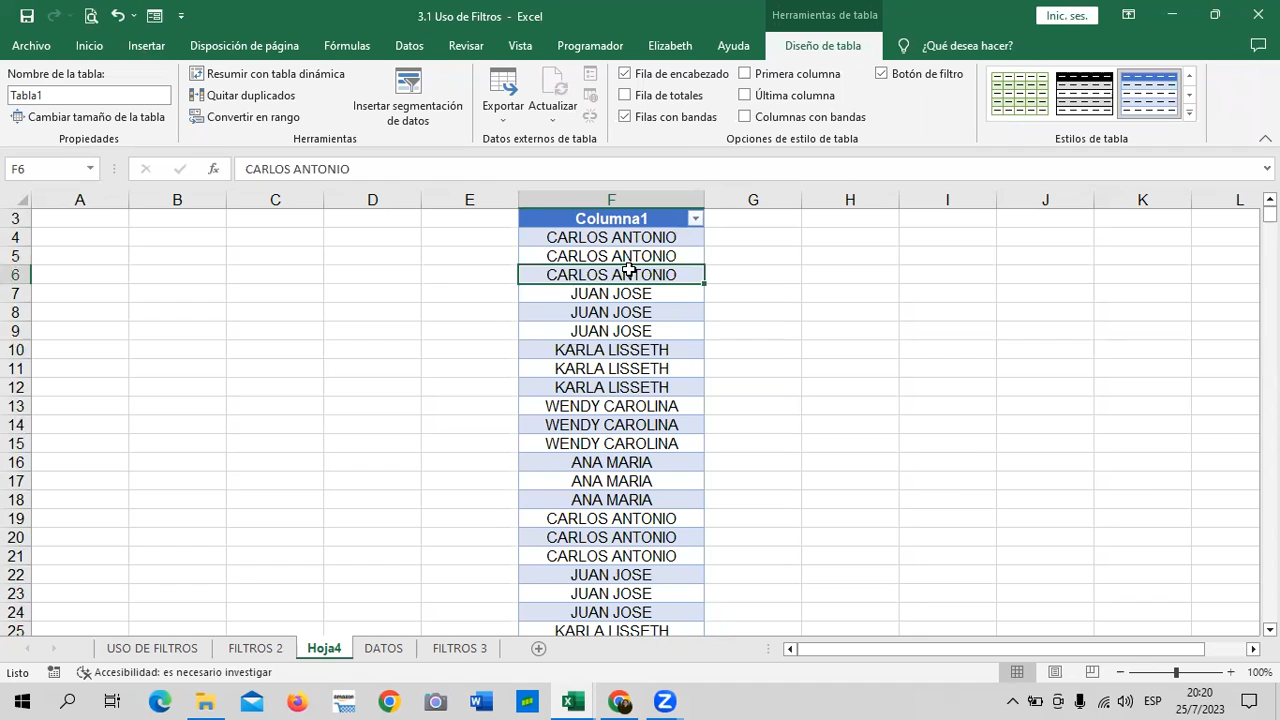 3.1 Uso de Filtros - Excel
Herramientas de tabla
Inic. ses.
Archivo Inicio Insertar Disposición de página Fórmulas Datos Revisar Vista Programador Elizabeth Ayuda Diseño de tabla ¿Qué desea hacer?
Nombre de la tabla:
Tabla1
Cambiar tamaño de la tabla
Propiedades
Resumir con tabla dinámica
Quitar duplicados
Convertir en rango
Insertar segmentación de datos
Herramientas
Exportar Actualizar
Datos externos de tabla
Fila de encabezado Primera columna Botón de filtro
Fila de totales Última columna
Filas con bandas Columnas con bandas
Opciones de estilo de tabla
Estilos de tabla
F6 fx CARLOS ANTONIO
A B C D E F G H I J K L
3 Columna1
4 CARLOS ANTONIO
5 CARLOS ANTONIO
6 CARLOS ANTONIO
7 JUAN JOSE
8 JUAN JOSE
9 JUAN JOSE
10 KARLA LISSETH
11 KARLA LISSETH
12 KARLA LISSETH
13 WENDY CAROLINA
14 WENDY CAROLINA
15 WENDY CAROLINA
16 ANA MARIA
17 ANA MARIA
18 ANA MARIA
19 CARLOS ANTONIO
20 CARLOS ANTONIO
21 CARLOS ANTONIO
22 JUAN JOSE
23 JUAN JOSE
24 JUAN JOSE
25 KARLA LISSETH
USO DE FILTROS FILTROS 2 Hoja4 DATOS FILTROS 3
Listo Accesibilidad: es necesario investigar 100%
ESP 20:20
25/7/2023